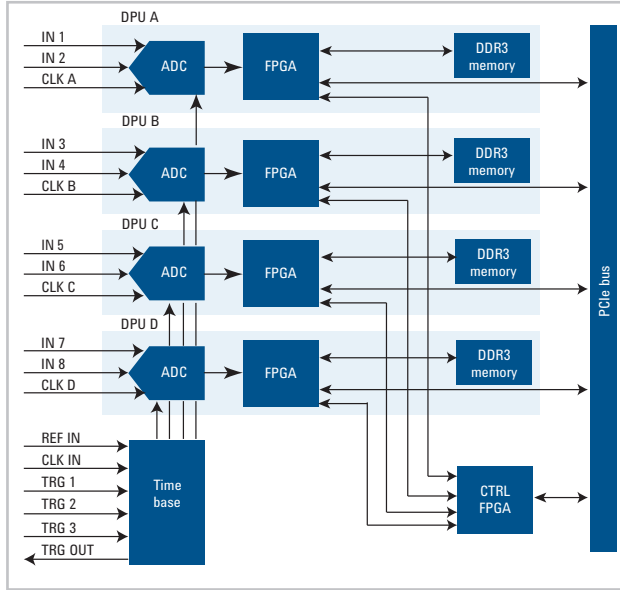 DPU A
IN 1
IN 2
CLK A
ADC
FPGA
DDR3
memory
DPU B
IN 3
IN 4
CLK B
ADC
FPGA
DDR3
memory
DPU C
IN 5
IN 6
CLK C
ADC
FPGA
DDR3
memory
DPU D
IN 7
IN 8
CLK D
ADC
FPGA
DDR3
memory
PCIe bus
REF IN
CLK IN
TRG 1
TRG 2
TRG 3
TRG OUT
Time
base
CTRL
FPGA